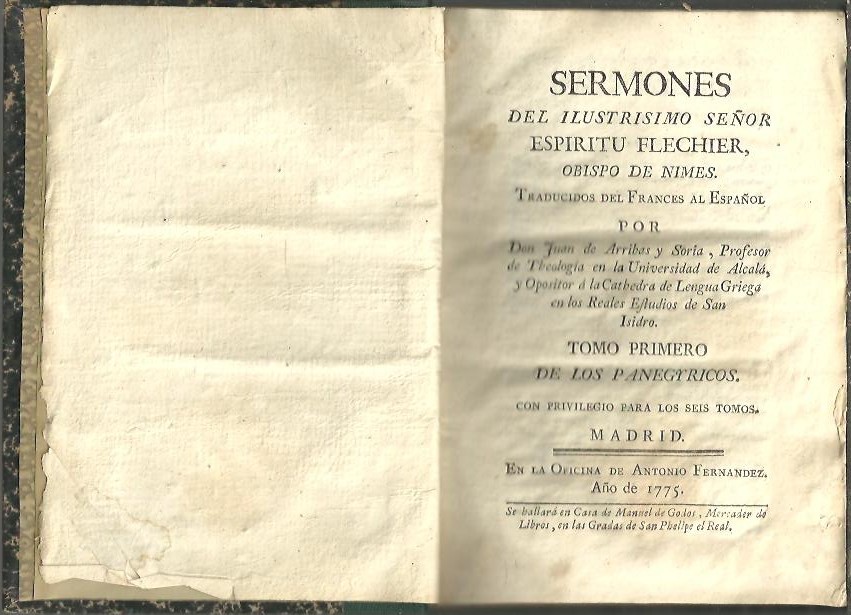 SERMONES
DEL ILUSTRISIMO SEÑOR
ESPIRITU FLECHIER,
OBISPO DE NIMES.
TRADUCIDOS DEL FRANCES AL ESPAÑOL
POR
Don Juan de Arribas y Soria, Profesor
de Theologia en la Universidad de Alcalá,
y Opositor á la Cathedra de Lengua Griega
en los Reales Estudios de San
Isidro.
TOMO PRIMERO
DE LOS PANEGYRICOS.
CON PRIVILEGIO PARA LOS SEIS TOMOS.
MADRID.
EN LA OFICINA DE ANTONIO FERNANDEZ.
Año de 1775.
Se hallará en Casa de Manuel de Godos, Mercader de
Libros, en las Gradas de San Phelipe el Real.